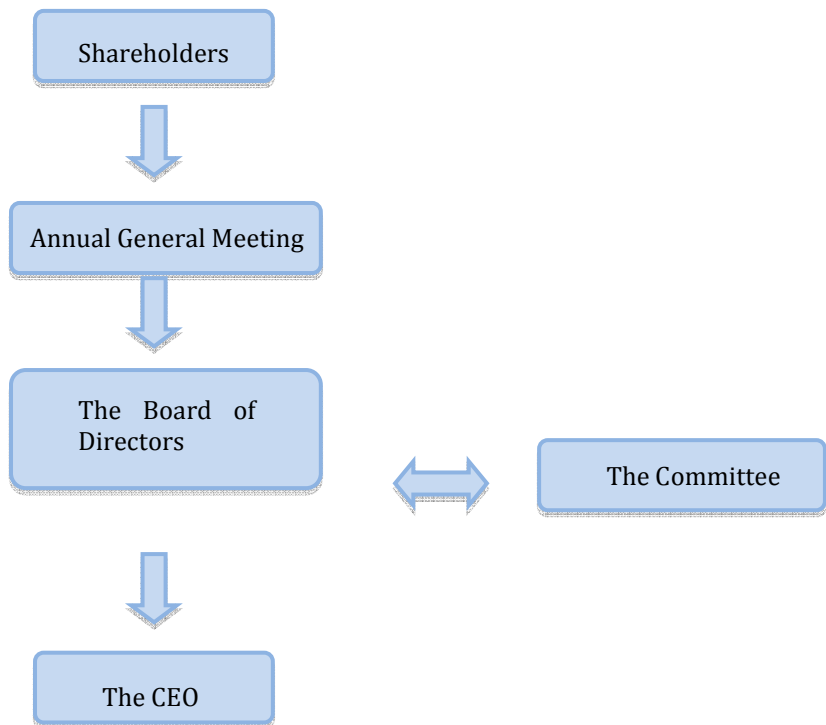 Shareholders
Annual General Meeting
The Board of
Directors
The Committee
The CEO